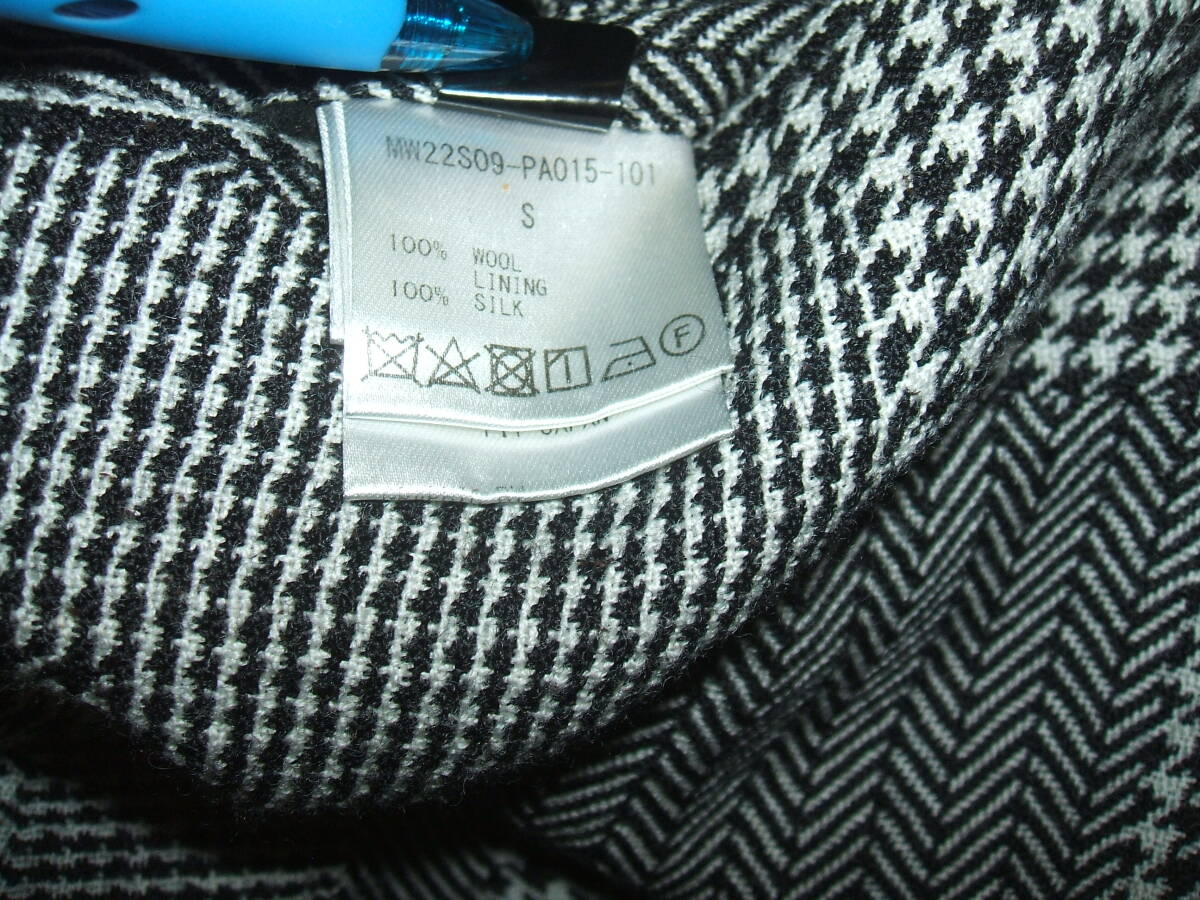 MW22S09-PA015-101
S
100% WOOL
LINING
100% SILK
F